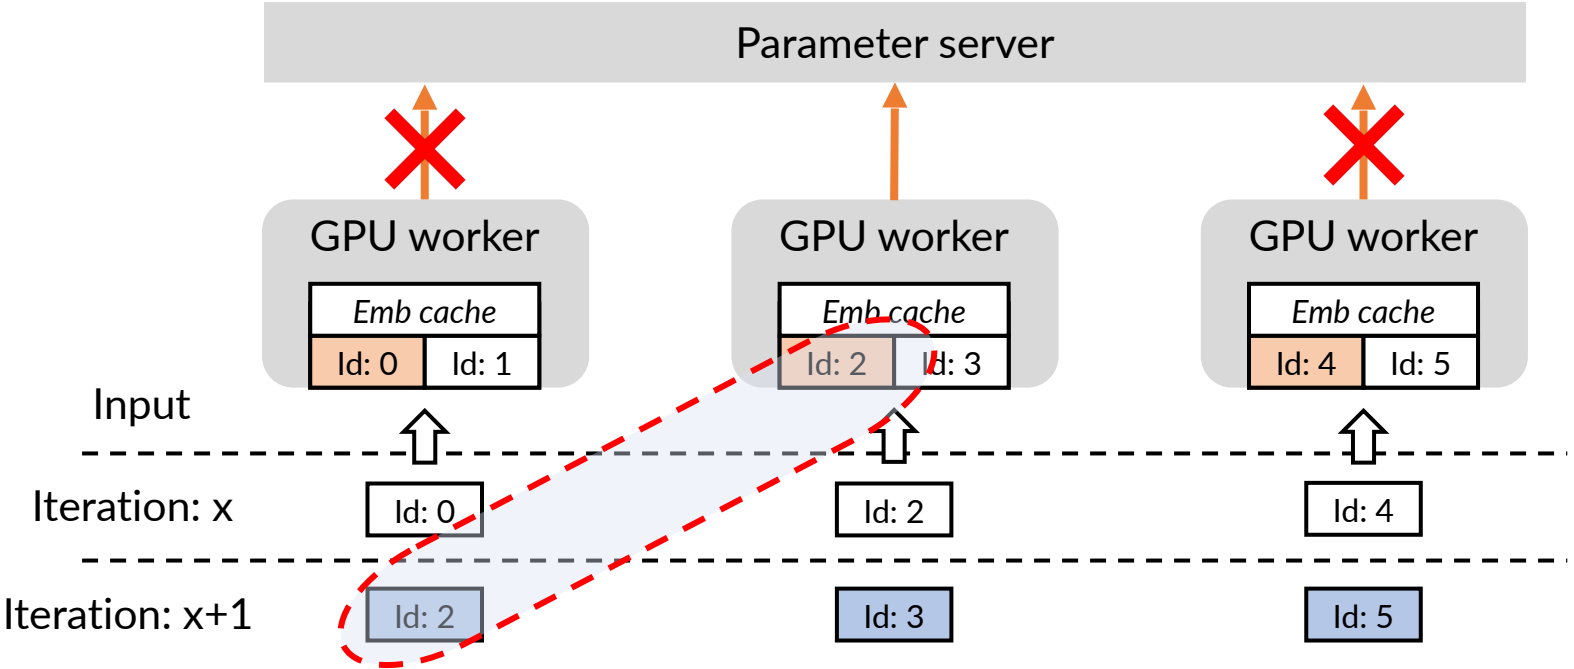 Parameter server
GPU worker
GPU worker
GPU worker
Emb cache
Emb cache
Emb cache
Id: 0
Id: 1
Id: 2
Id: 3
Id: 4
Id: 5
Input
Iteration: x
Id: 0
Id: 2
Id: 4
Iteration: x+1
Id: 2
Id: 3
Id: 5